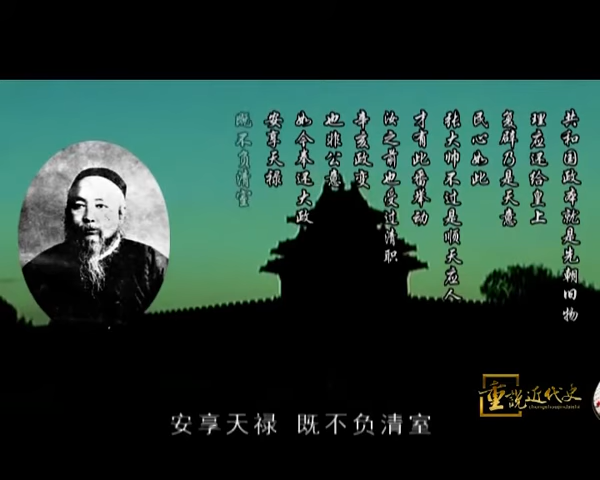 共和国政本就是先朝旧物
理应还给皇上
复辟乃是天意
民心如此
张大帅不过是顺天应人
才有此番举动
汝之前也受过清职
辛亥政变
也非公意
如今奉还大政
安享天禄
既不负清室
重说近代史
chongshuojindaishi
安享天禄 既不负清室